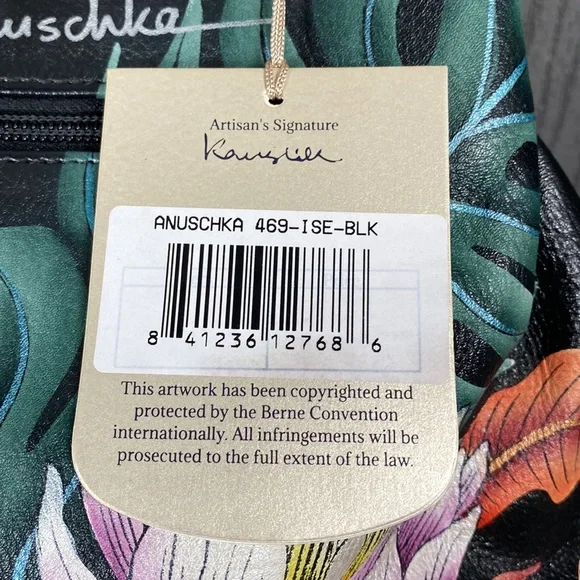 uschka
Artisan's Signature
ANUSCHKA 469-ISE-BLK
8 41236 12768 6
This artwork has been copyrighted and
protected by the Berne Convention
internationally. All infringements will be
prosecuted to the full extent of the law.